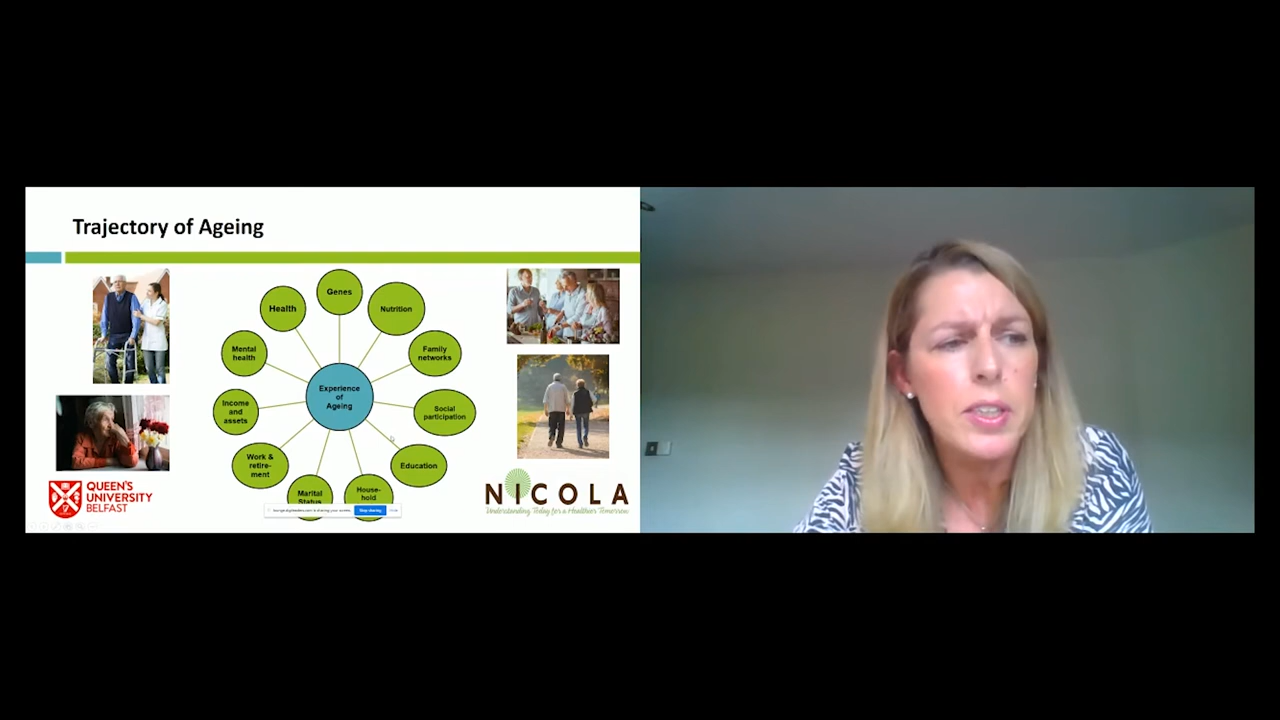 Trajectory of Ageing
Genes
Health
Nutrition
Mental
health
Family
networks
Experience
of
Ageing
Income
and
assets
Social
participation
Work &
retire-
ment
Education
Marital
Status
House-
hold
Stop sharing
QUEEN'S
UNIVERSITY
BELFAST
NICOLA
Understanding Today for a Healthier Tomorrow